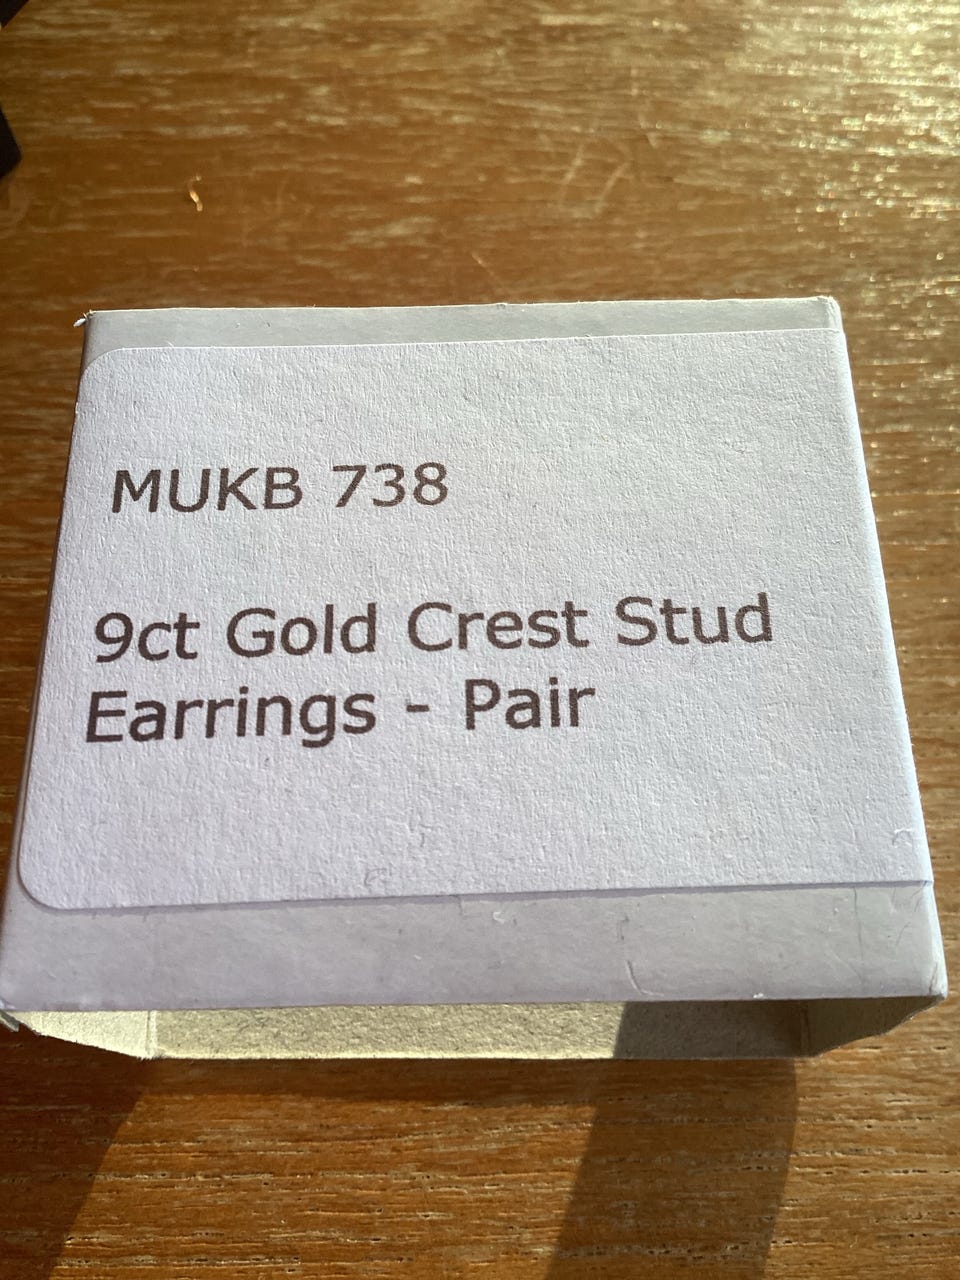 MUKB 738
9ct Gold Crest Stud
Earrings - Pair